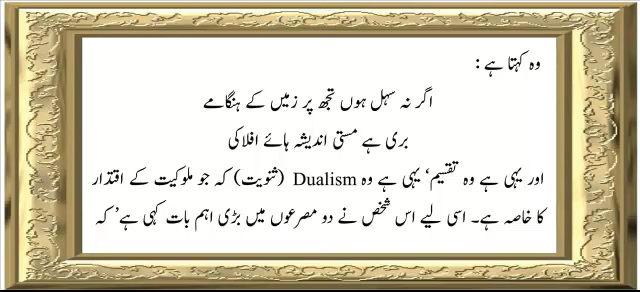 وہ کہتا ہے :
اگر نہ سہل ہوں تجھ پر زمیں کے ہنگامے
بری ہے مستی اندیشہ ہائے افلاکی
اور یہی ہے وہ تقسیم‘ یہی ہے وہ Dualism (ثنویت) کہ جو ملوکیت کے اقتدار
کا خاصہ ہے۔ اسی لیے اس شخص نے دو مصرعوں میں بڑی اہم بات کہی ہے‘ کہ